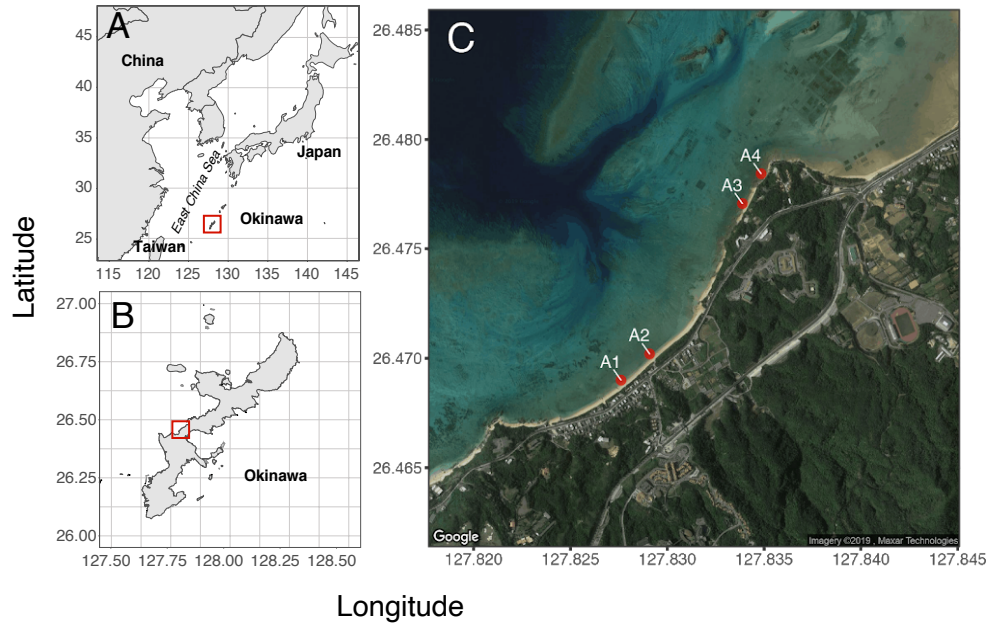 A
45
40
35
30
25
China
Japan
East China Sea
Okinawa
Taiwan
115 120 125 130 135 140 145
B
27.00
26.75
26.50
26.25
26.00
Okinawa
127.50 127.80 128.00 128.25 128.50
C
26.485
26.480
26.475
26.470
26.465
A4
A3
A2
A1
Google
Imagery ©2019 , Maxar Technologies
127.820 127.825 127.830 127.835 127.840 127.845
Latitude
Longitude